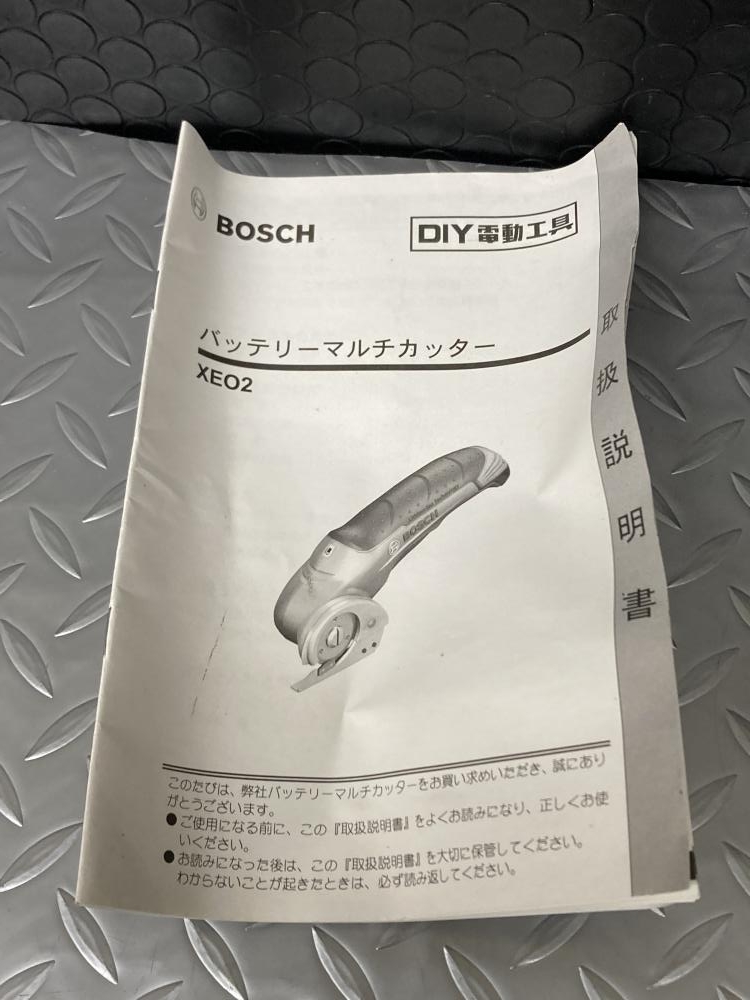 BOSCH
DIY 電動工具
バッテリーマルチカッター
XEO2
取扱説明書
BOSCH
このたびは、弊社バッテリーマルチカッターをお買い求めいただき、誠にあり
がとうございます。
●ご使用になる前に、この『取扱説明書』をよくお読みになり、正しくお使
いください。
●お読みになった後は、この『取扱説明書』を大切に保管してください。
わからないことが起きたときは、必ず読み返してください。